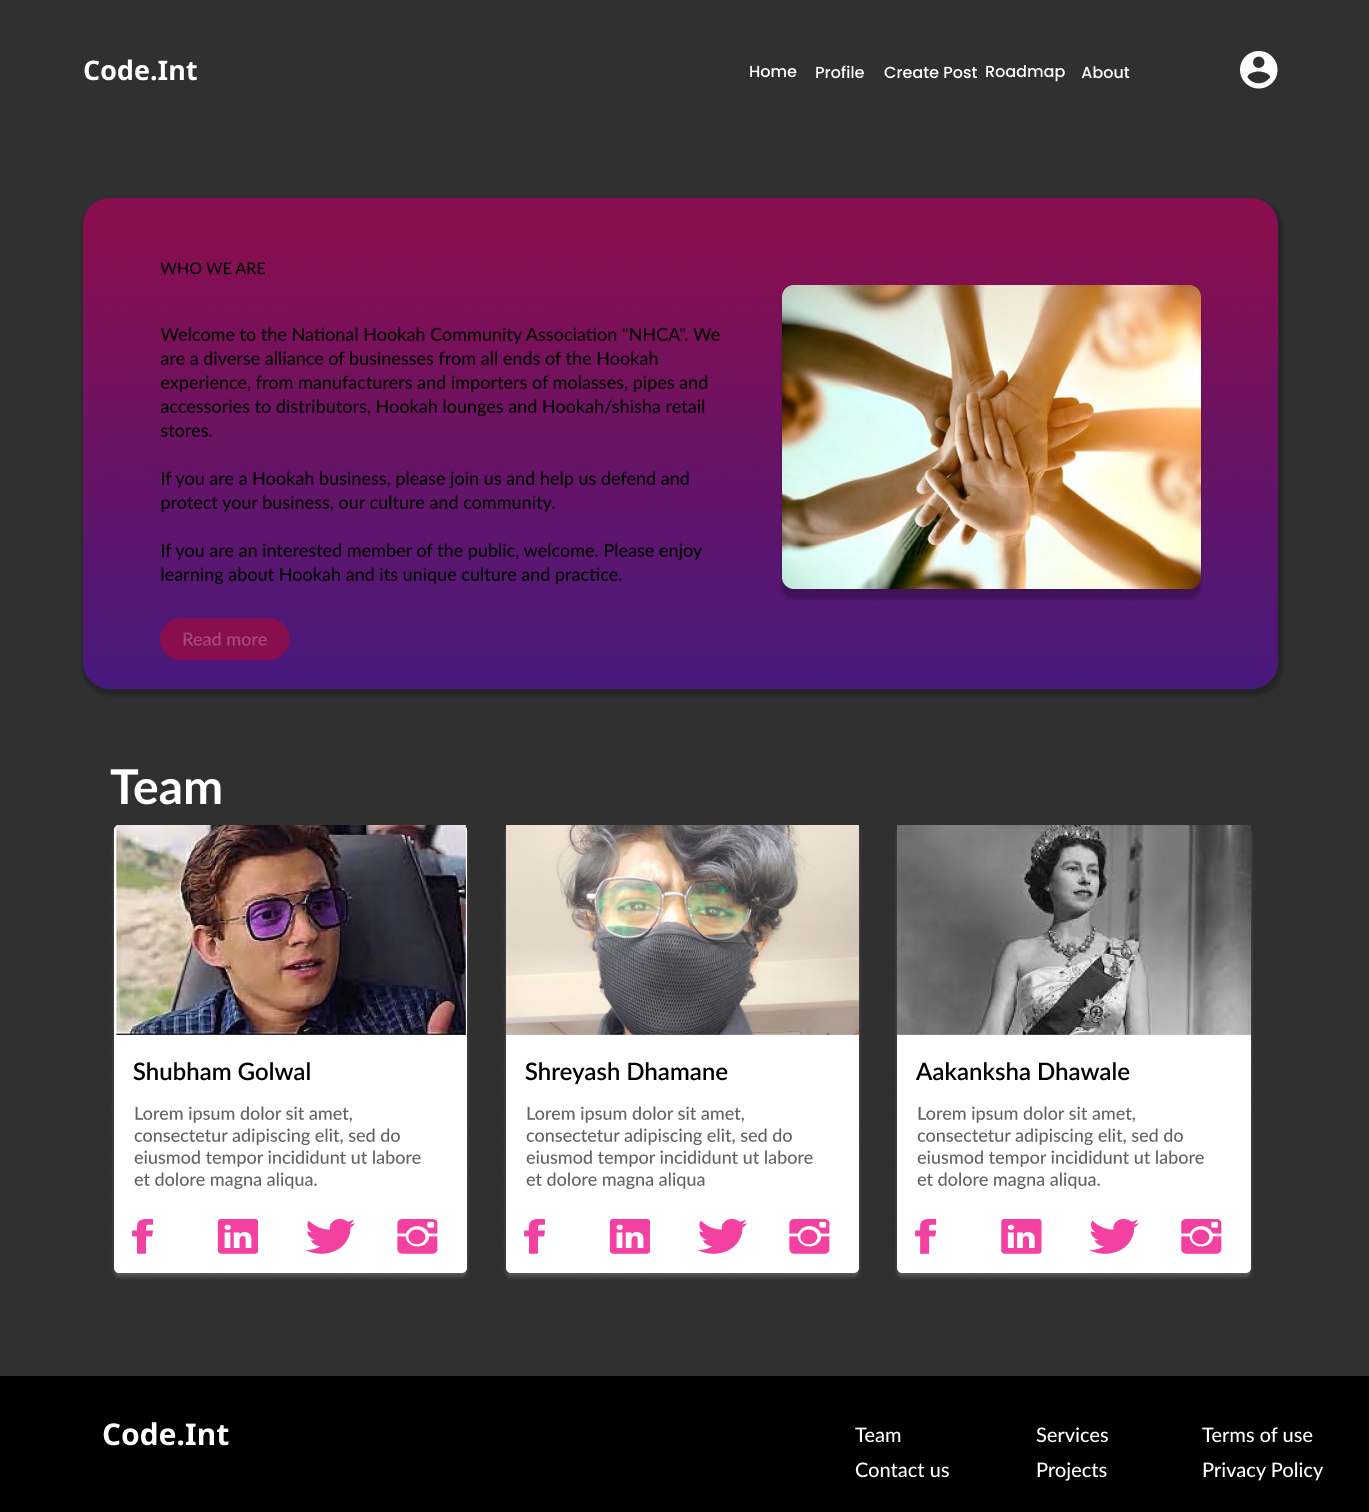 Code.Int
Home Profile Create Post Roadmap About
WHO WE ARE
Welcome to the National Hookah Community Association "NHCA". We
are a diverse alliance of businesses from all ends of the Hookah
experience, from manufacturers and importers of molasses, pipes and
accessories to distributors, Hookah lounges and Hookah/shisha retail
stores.
If you are a Hookah business, please join us and help us defend and
protect your business, our culture and community.
If you are an interested member of the public, welcome. Please enjoy
learning about Hookah and its unique culture and practice.
Read more
Team
Shubham Golwal
Lorem ipsum dolor sit amet,
consectetur adipiscing elit, sed do
eiusmod tempor incididunt ut labore
et dolore magna aliqua.
Shreyash Dhamane
Lorem ipsum dolor sit amet,
consectetur adipiscing elit, sed do
eiusmod tempor incididunt ut labore
et dolore magna aliqua
Aakanksha Dhawale
Lorem ipsum dolor sit amet,
consectetur adipiscing elit, sed do
eiusmod tempor incididunt ut labore
et dolore magna aliqua.
Code.Int
Team
Contact us
Services
Projects
Terms of use
Privacy Policy